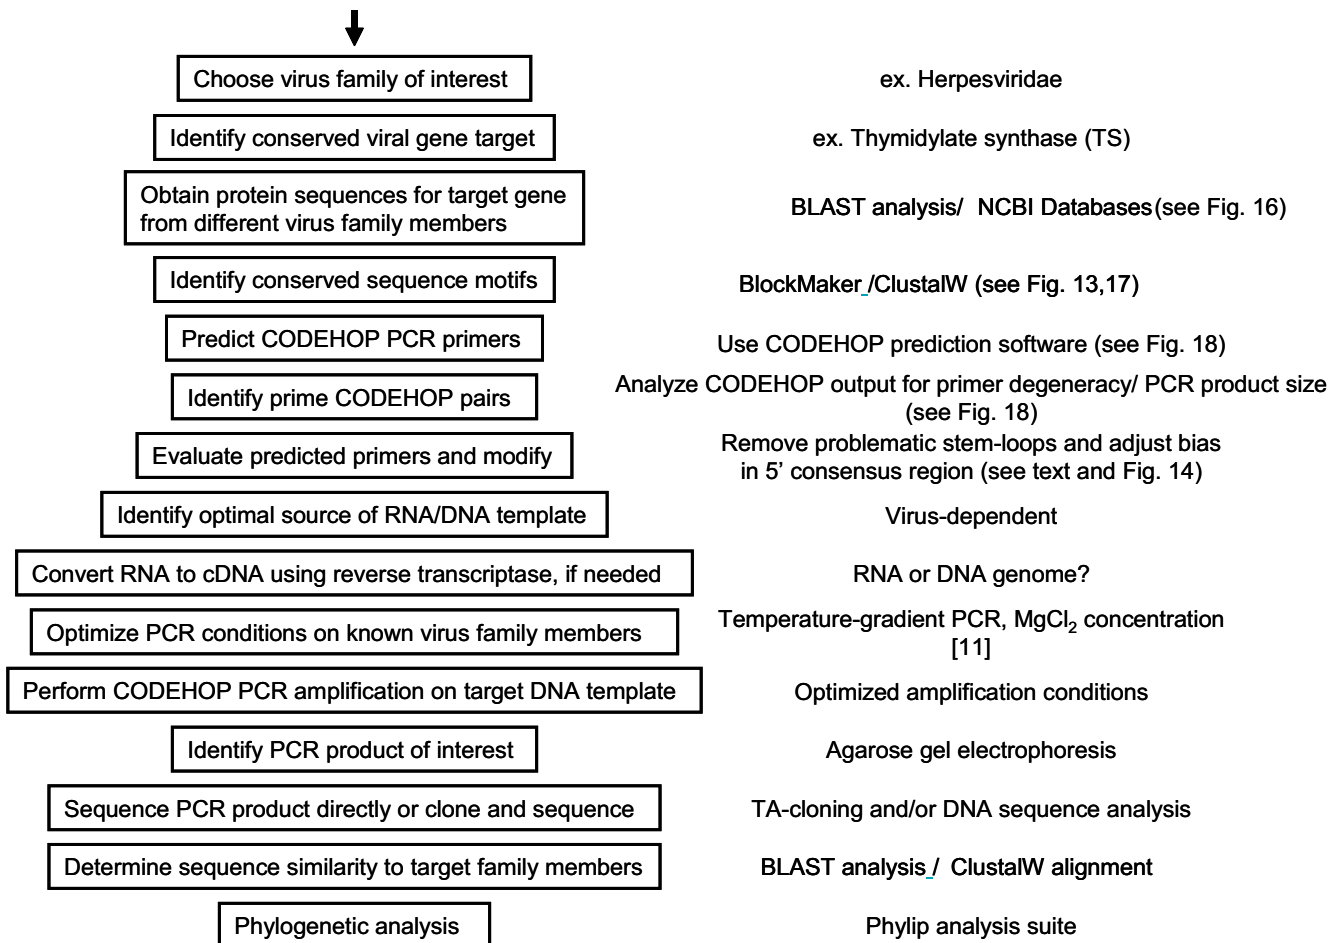 Choose virus family of interest
ex. Herpesviridae
Identify conserved viral gene target
ex. Thymidylate synthase (TS)
Obtain protein sequences for target gene
from different virus family members
BLAST analysis/ NCBI Databases(see Fig. 16)
Identify conserved sequence motifs
BlockMaker /ClustalW (see Fig. 13,17)
Predict CODEHOP PCR primers
Use CODEHOP prediction software (see Fig. 18)
Identify prime CODEHOP pairs
Analyze CODEHOP output for primer degeneracy/ PCR product size
(see Fig. 18)
Evaluate predicted primers and modify
Remove problematic stem-loops and adjust bias
in 5’ consensus region (see text and Fig. 14)
Identify optimal source of RNA/DNA template
Virus-dependent
Convert RNA to cDNA using reverse transcriptase, if needed
RNA or DNA genome?
Optimize PCR conditions on known virus family members
Temperature-gradient PCR, MgCl₂ concentration
[11]
Perform CODEHOP PCR amplification on target DNA template
Optimized amplification conditions
Identify PCR product of interest
Agarose gel electrophoresis
Sequence PCR product directly or clone and sequence
TA-cloning and/or DNA sequence analysis
Determine sequence similarity to target family members
BLAST analysis / ClustalW alignment
Phylogenetic analysis
Phylip analysis suite